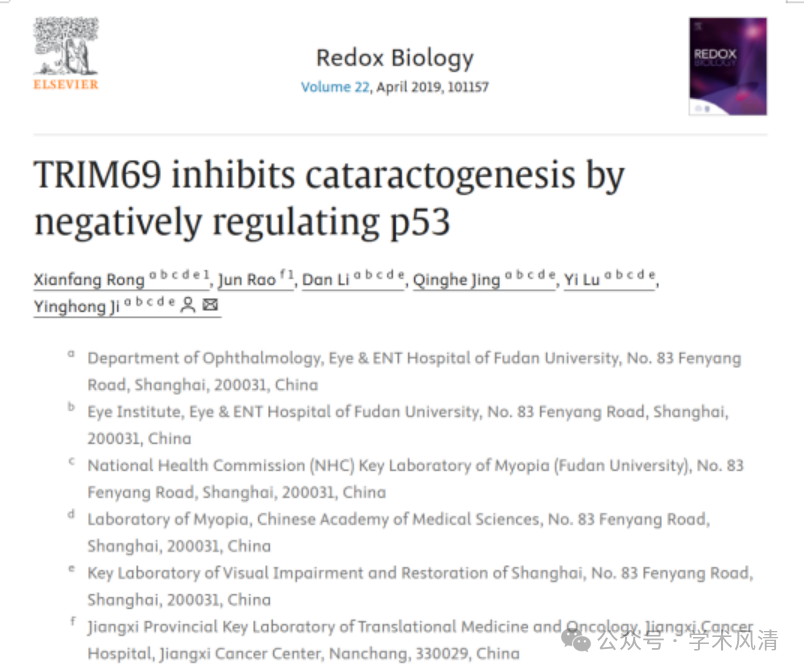 ELSEVIER
Redox Biology
Volume 22, April 2019, 101157
REDOX
BIOLOGY
TRIM69 inhibits cataractogenesis by
negatively regulating p53
Xianfang Rong a b c d e 1, Jun Rao f 1, Dan Li a b c d e, Qinghe Jing a b c d e, Yi Lu a b c d e,
Yinghong Ji a b c d e
a Department of Ophthalmology, Eye & ENT Hospital of Fudan University, No. 83 Fenyang
Road, Shanghai, 200031, China
b Eye Institute, Eye & ENT Hospital of Fudan University, No. 83 Fenyang Road, Shanghai,
200031, China
c National Health Commission (NHC) Key Laboratory of Myopia (Fudan University), No. 83
Fenyang Road, Shanghai, 200031, China
d Laboratory of Myopia, Chinese Academy of Medical Sciences, No. 83 Fenyang Road,
Shanghai, 200031, China
e Key Laboratory of Visual Impairment and Restoration of Shanghai, No. 83 Fenyang Road,
Shanghai, 200031, China
f Jiangxi Provincial Key Laboratory of Translational Medicine and Oncology, Jiangxi Cancer
Hospital, Jiangxi Cancer Center, Nanchang, 330029, China
公众号 · 学术风清